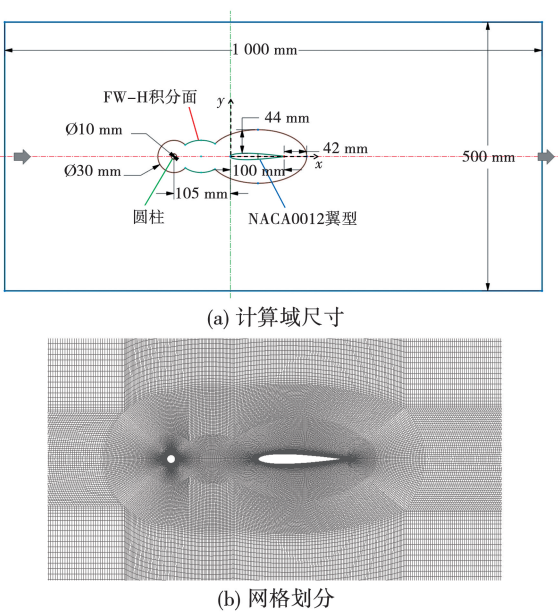 1 000 mm
FW-H积分面
y
44 mm
Ø10 mm
42 mm
500 mm
x
Ø30 mm
100 mm
105 mm
圆柱
NACA0012翼型
(a) 计算域尺寸
(b) 网格划分